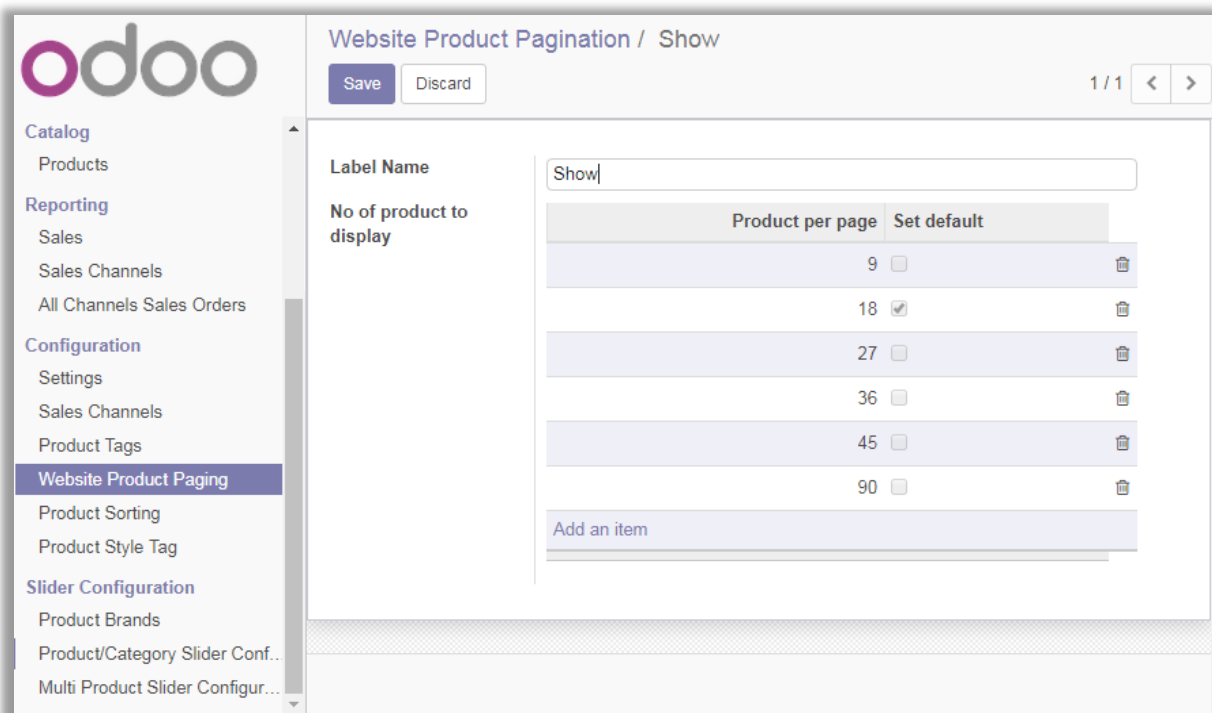 odoo
Catalog
Products
Reporting
Sales
Sales Channels
All Channels Sales Orders
Configuration
Settings
Sales Channels
Product Tags
Website Product Paging
Product Sorting
Product Style Tag
Slider Configuration
Product Brands
Product/Category Slider Conf...
Multi Product Slider Configur...
Website Product Pagination / Show
Save Discard
1 / 1
Label Name
Show
No of product to
display
Product per page Set default
9
18
27
36
45
90
Add an item